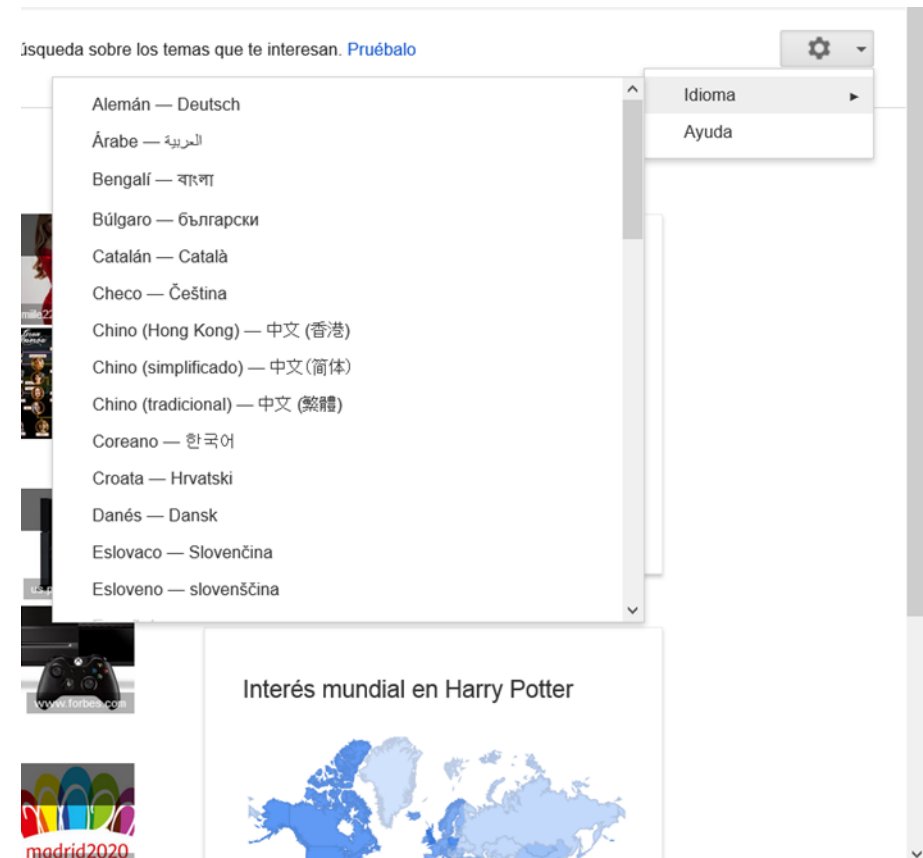 úsqueda sobre los temas que te interesan. Pruébalo
Idioma
Ayuda
Alemán — Deutsch
Árabe — العربية
Bengalí — বাংলা
Búlgaro — български
Catalán — Català
Checo — Čeština
Chino (Hong Kong) — 中文 (香港)
Chino (simplificado) — 中文（简体）
Chino (tradicional) — 中文 (繁體)
Coreano — 한국어
Croata — Hrvatski
Danés — Dansk
Eslovaco — Slovenčina
Esloveno — slovenščina
www.forbes.com
Interés mundial en Harry Potter
madrid2020